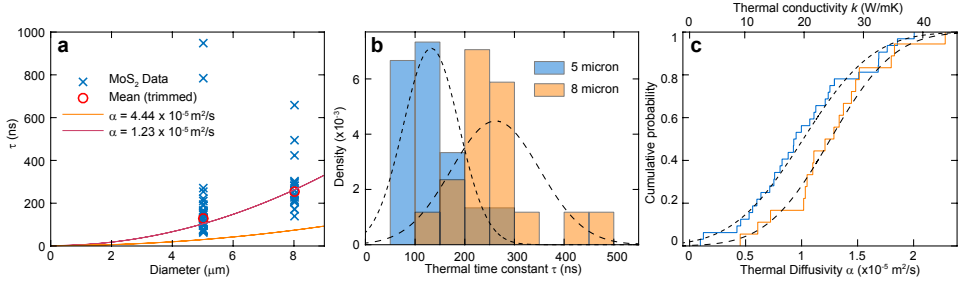 a
1000
800
600
400
200
0
τ (ns)
MoS₂ Data
Mean (trimmed)
α = 4.44 x 10⁻⁵ m²/s
α = 1.23 x 10⁻⁵ m²/s
0 2 4 6 8
Diameter (μm)
b
5 micron
8 micron
6
4
2
0
Density (x10⁻³)
0 100 200 300 400 500
Thermal time constant τ (ns)
Thermal conductivity k (W/mK)
0 10 20 30 40
c
1
0.8
0.6
0.4
0.2
0
Cumulative probability
0 0.5 1 1.5 2
Thermal Diffusivity α (x10⁻⁵ m²/s)